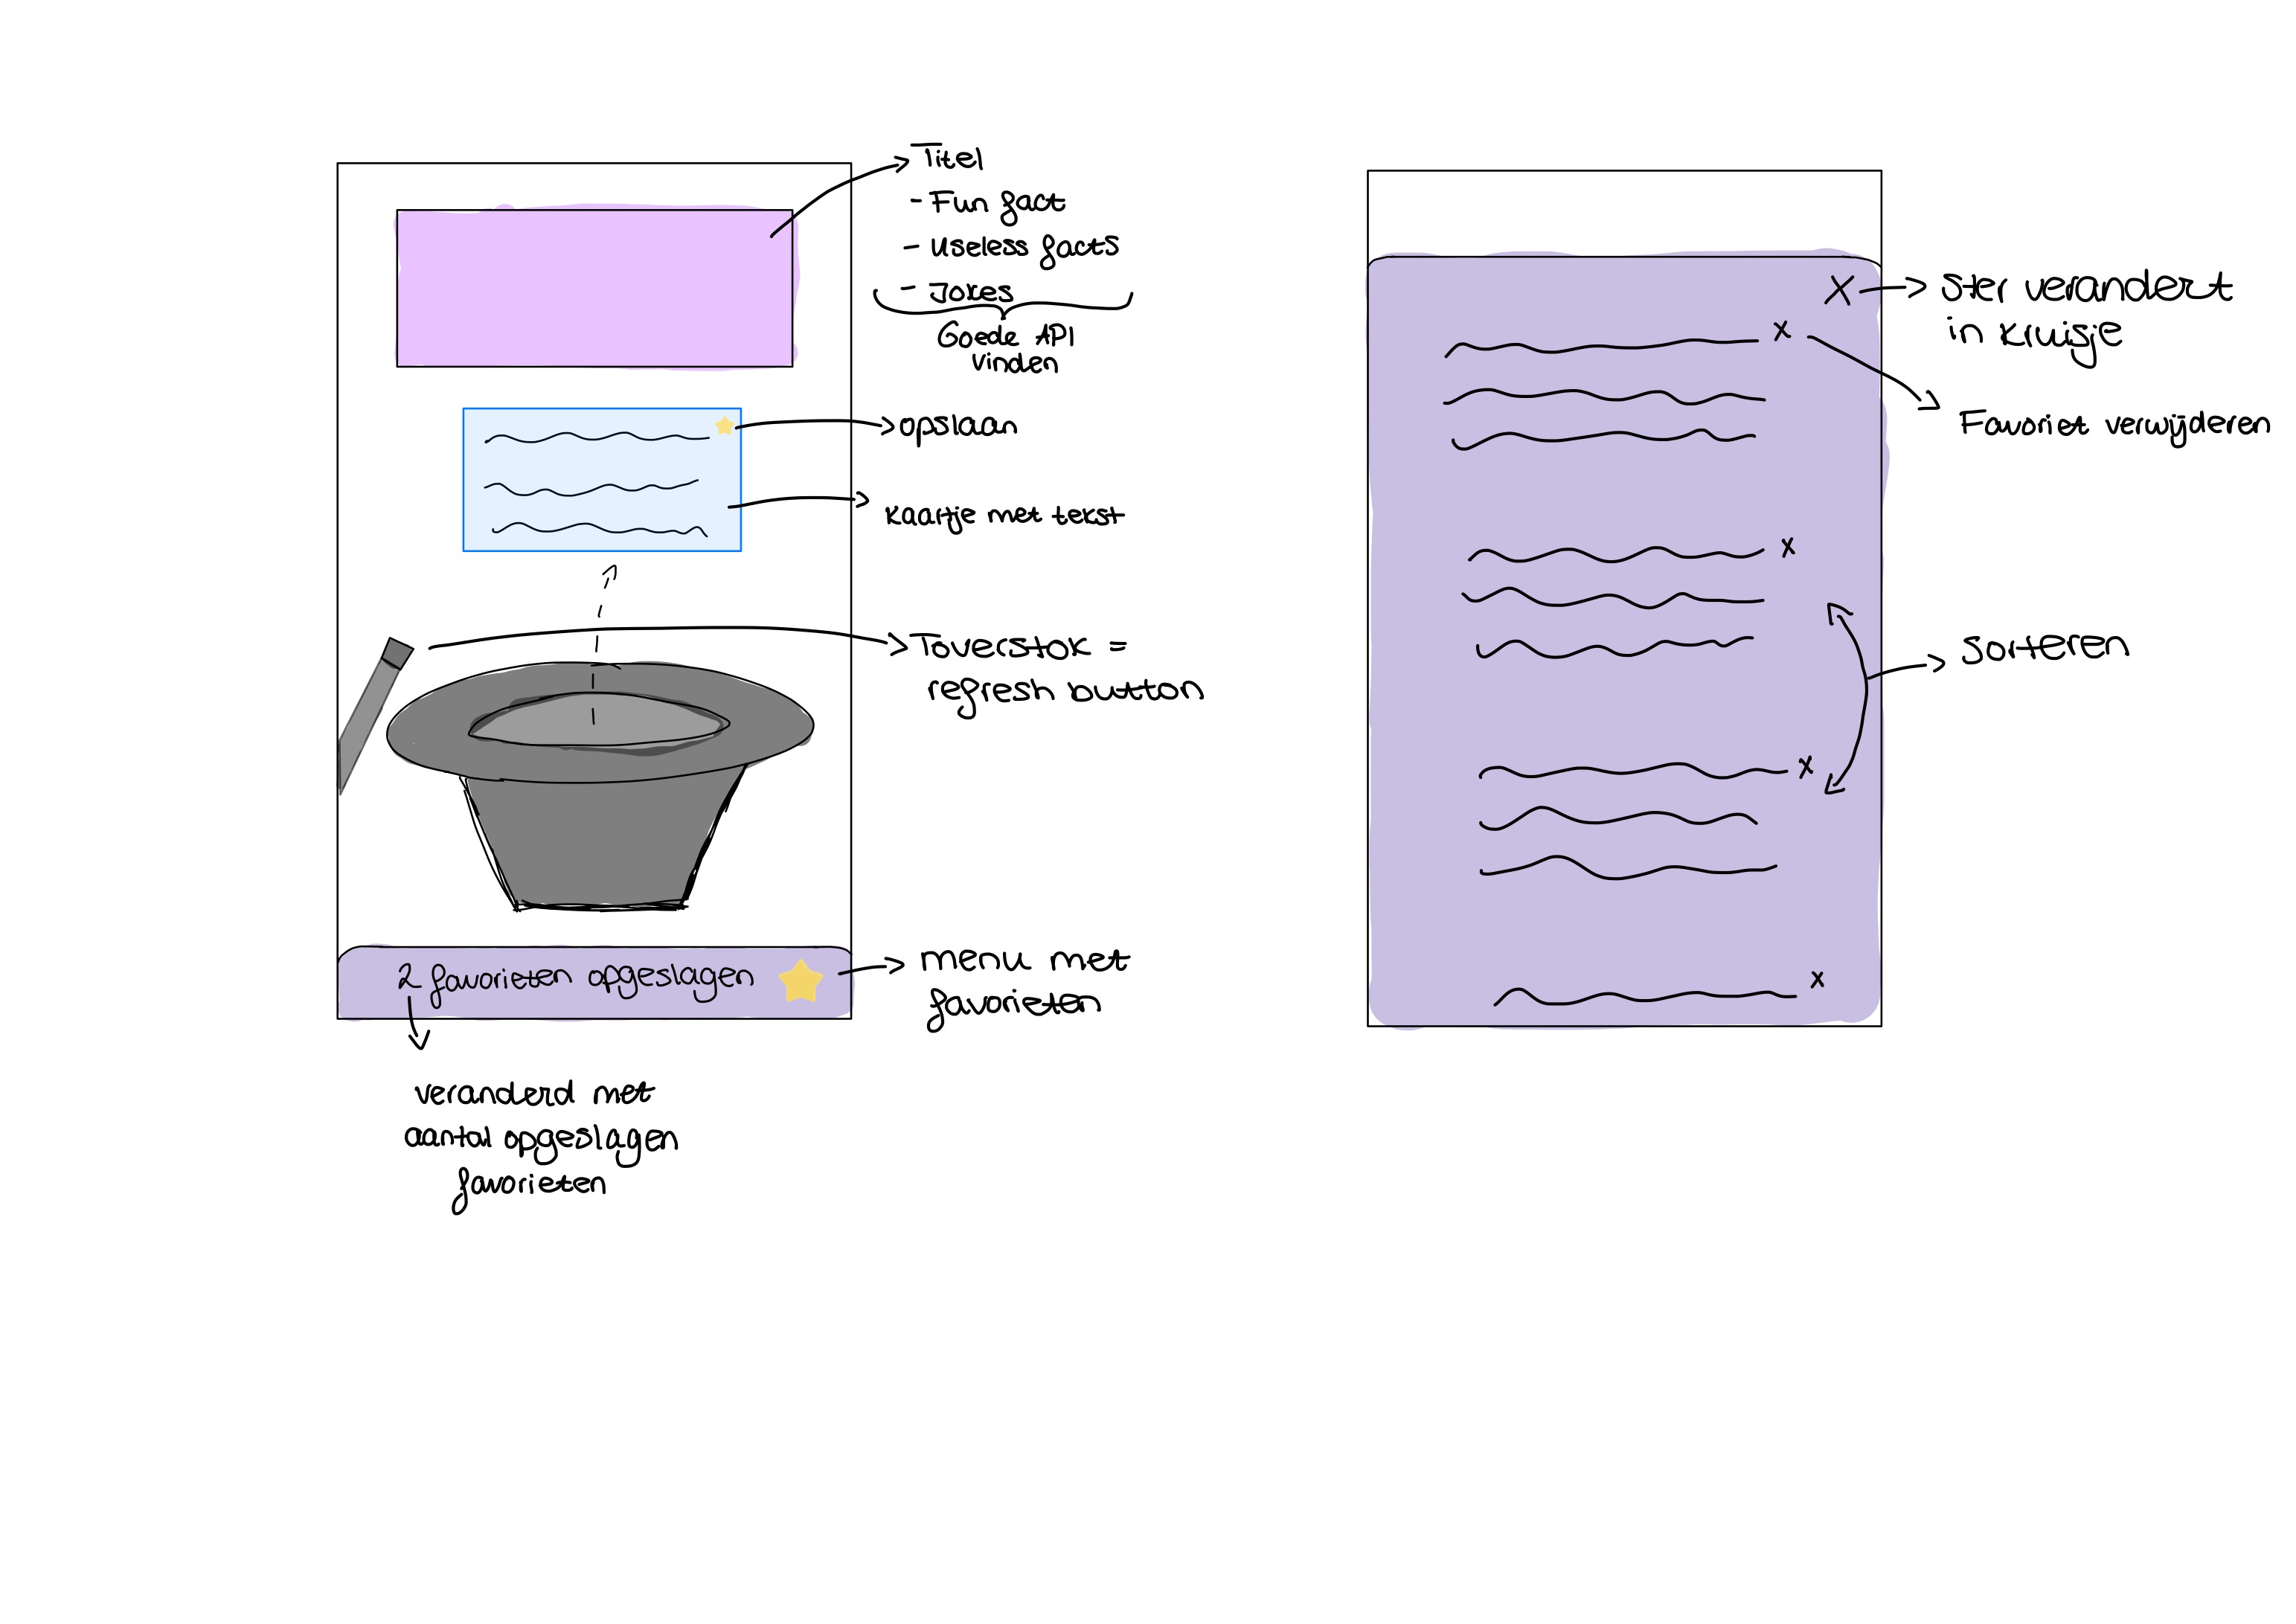 Titel
- Fun fact
- Useless facts
- Jokes
Goede API
vinden
opslaan
kaartje met tekst
Toverstok =
refresh button
2 favorieten opgeslagen
menu met
favorieten
veranderd met
aantal opgeslagen
favorieten
X
ster verandert
in kruisje
x
Favoriet verwijderen
x
sorteren
x
x